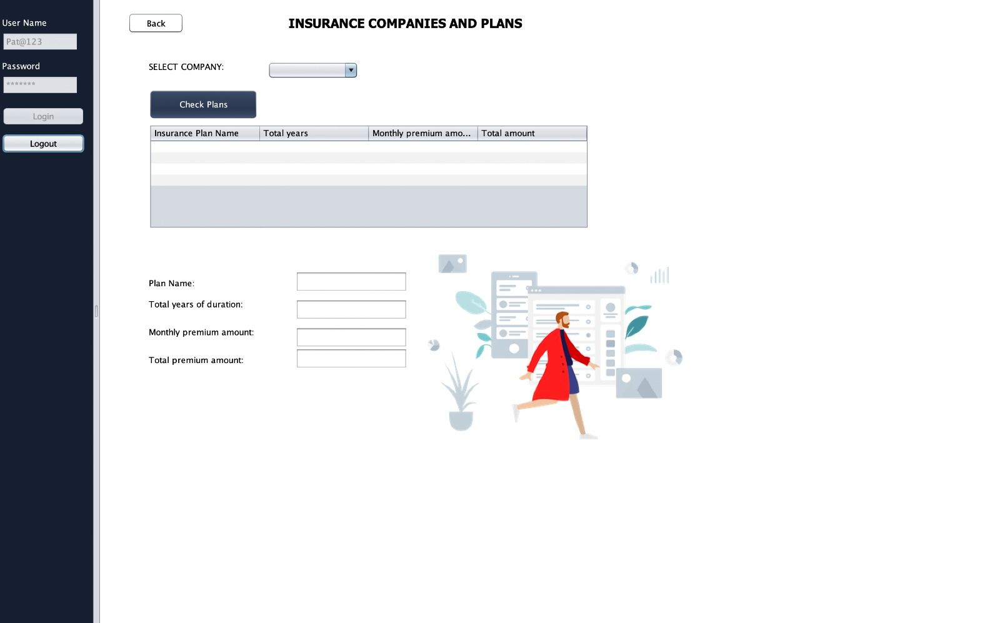 User Name
Pat@123
Password
*******
Login
Logout
Back
INSURANCE COMPANIES AND PLANS
SELECT COMPANY:
Check Plans
Insurance Plan Name Total years Monthly premium amo... Total amount
Plan Name:
Total years of duration:
Monthly premium amount:
Total premium amount: